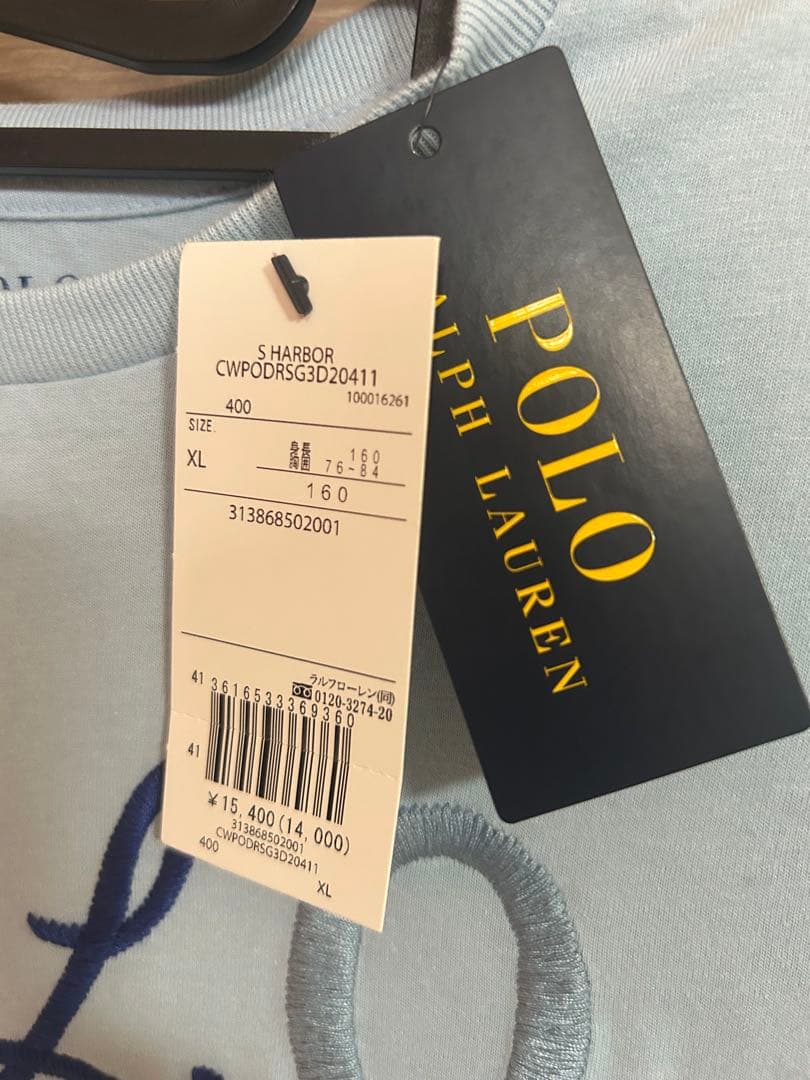 POLO
RALPH LAUREN
S HARBOR
CWPODRSG3D20411
100016261
400
SIZE.
XL
身長 160
胸囲 76~84
160
313868502001
ラルフローレン(同)
0120-3274-20
41 3616533369360
41
¥15,400(14,000)
313868502001
CWPODRSG3D20411
400
XL